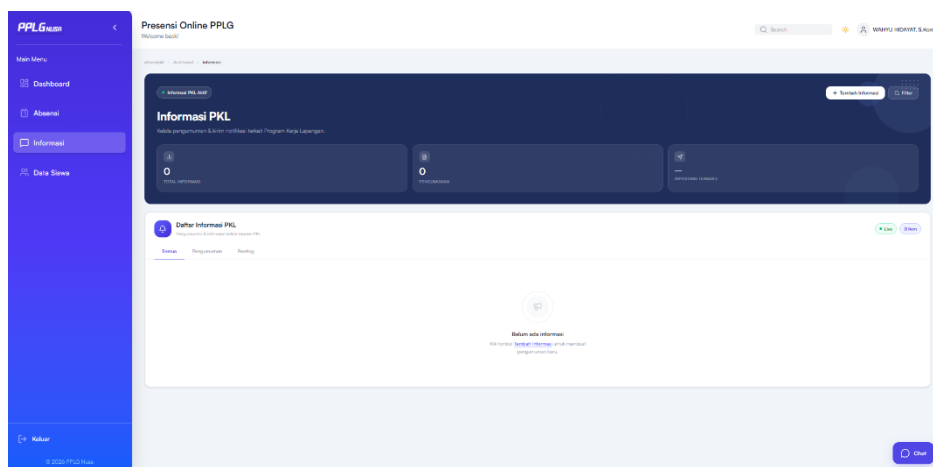 PPLG NUSA
Presensi Online PPLG
Welcome back!
Search
WAHYU HIDAYAT, S.Kom
Main Menu
Dashboard
Absensi
Informasi
Data Siswa
Keluar
© 2026 PPLG Nusa
Informasi PKL Aktif
+ Tambah Informasi
Filter
Informasi PKL
Kelola pengumuman & kirim notifikasi terkait Program Kerja Lapangan.
0
TOTAL INFORMASI
0
PENGUMUMAN
—
Daftar Informasi PKL
Live
0 item
Semua
Pengumuman
Penting
Belum ada informasi
Klik tombol Tambah Informasi untuk membuat
pengumuman baru.
Chat